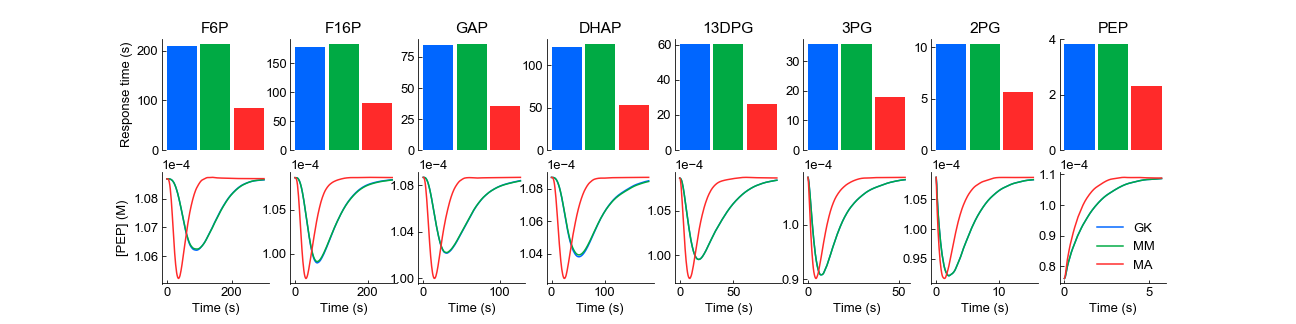 F6P F16P GAP DHAP 13DPG 3PG 2PG PEP
Response time (s)
200 100 0
150 100 50 0
75 50 25 0
100 50 0
60 40 20 0
30 20 10 0
10 5 0
4 2 0
1e−4 1e−4 1e−4 1e−4 1e−4 1e−4 1e−4 1e−4
[PEP] (M)
1.08 1.07 1.06
1.05 1.00
1.08 1.04 1.00
1.08 1.06 1.04
1.05 1.00
1.0 0.9
1.05 1.00 0.95
1.1 1.0 0.9 0.8
GK
MM
MA
0 200
0 200
0 100
0 100
0 50
0 50
0 10
0 5
Time (s) Time (s) Time (s) Time (s) Time (s) Time (s) Time (s) Time (s)